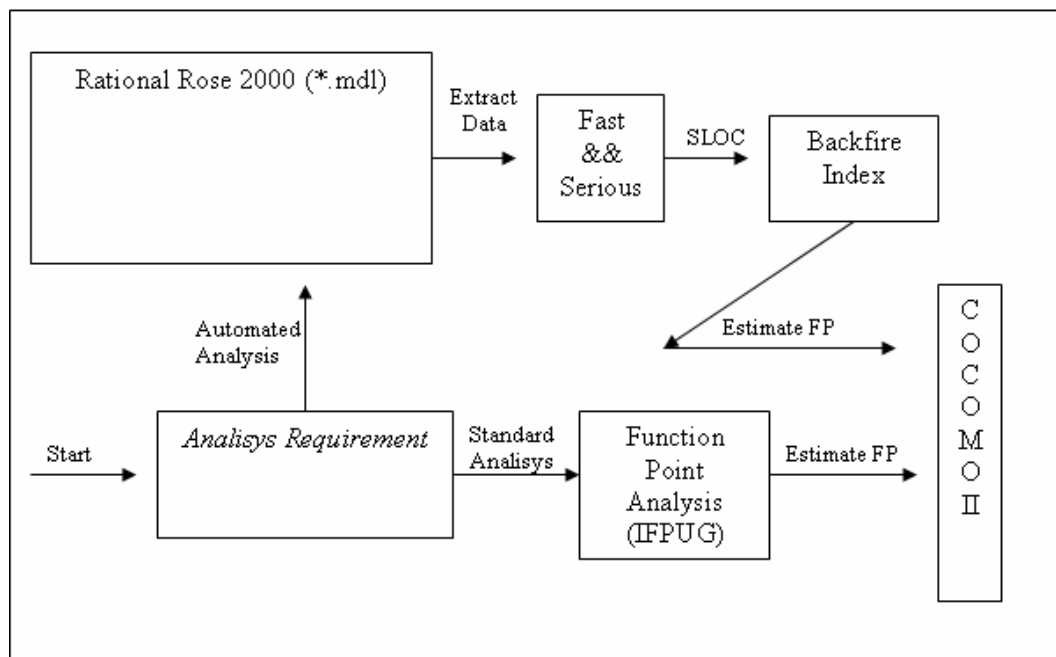 Rational Rose 2000 (*.mdl)
Extract
Data
Fast
&&
Serious
SLOC
Backfire
Index
Automated
Analysis
Estimate FP
C
O
C
O
M
O
II
Start
Analisys Requirement
Standard
Analisys
Function
Point
Analysis
(IFPUG)
Estimate FP